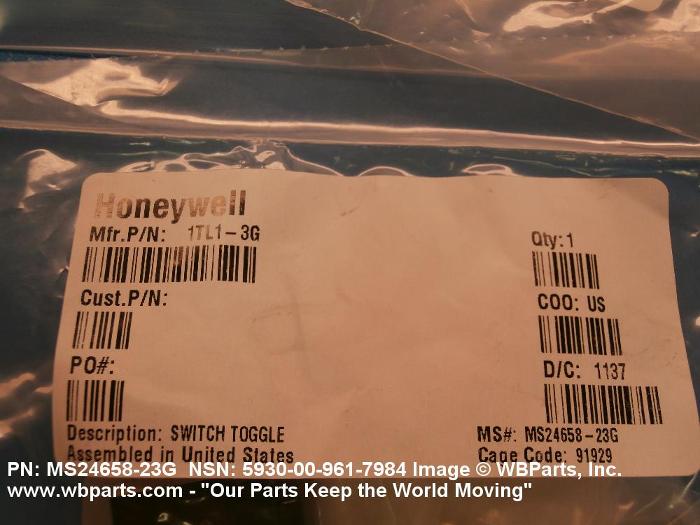 Honeywell
Mfr.P/N: 1TL1-3G
Qty: 1
Cust.P/N:
COO: US
PO#:
D/C: 1137
Description: SWITCH TOGGLE
MS#: MS24658-23G
Assembled in United States
Cage Code: 91929
PN: MS24658-23G NSN: 5930-00-961-7984 Image © WBParts, Inc.
www.wbparts.com - "Our Parts Keep the World Moving"